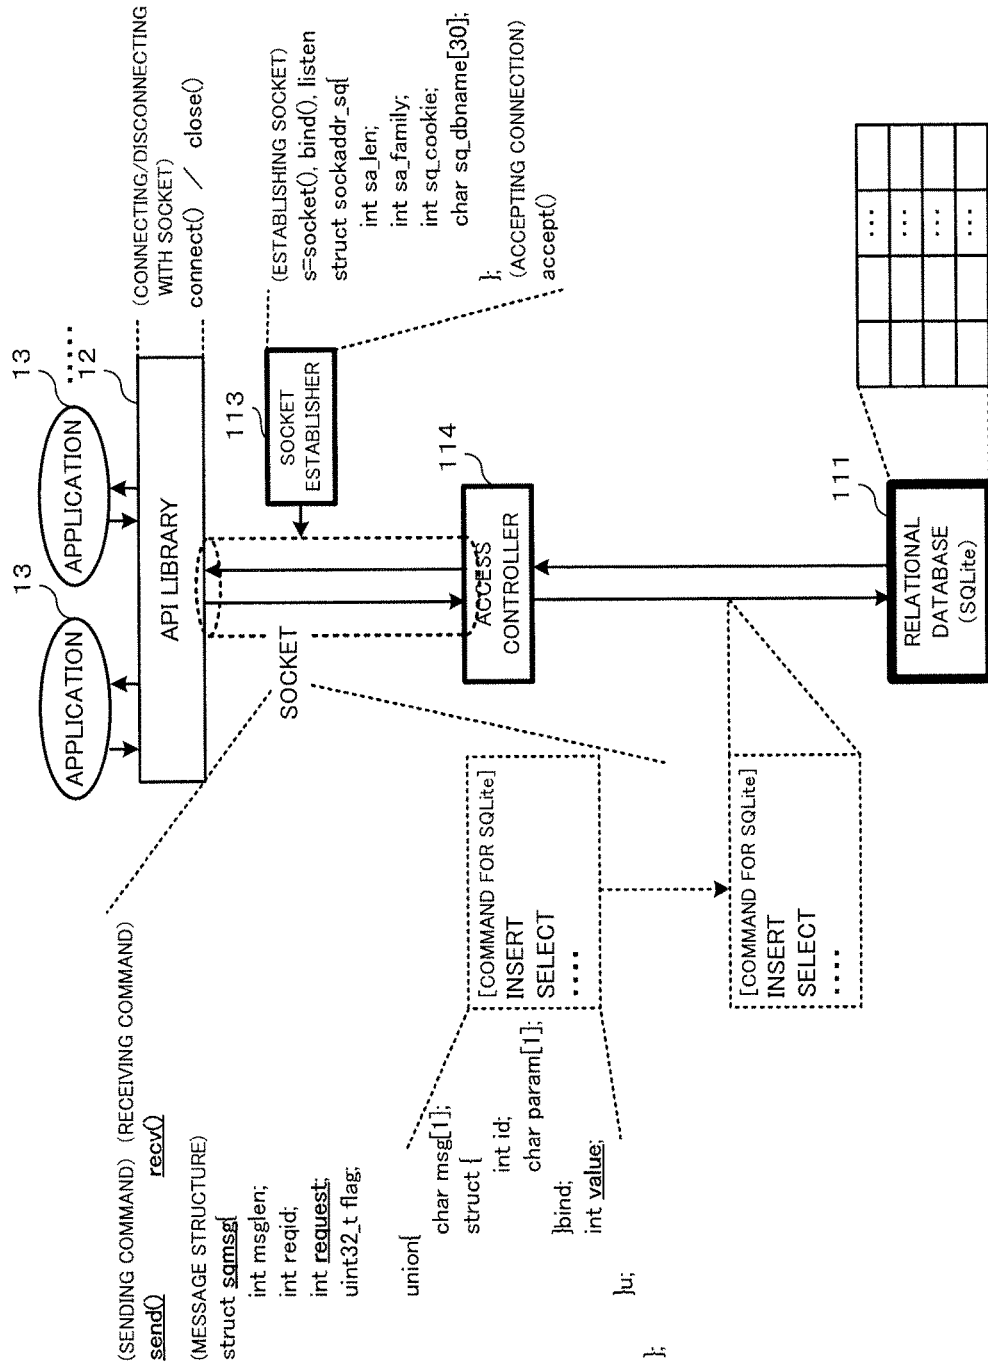 (SENDING COMMAND) (RECEIVING COMMAND)
send() recv()
(MESSAGE STRUCTURE)
struct sqmsg{
int msglen;
int reqid;
int request;
uint32_t flag;
union{
char msg[1];
struct {
int id;
char param[1];
}bind;
int value;
}u;
};
[COMMAND FOR SQLite]
INSERT
SELECT
....
[COMMAND FOR SQLite]
INSERT
SELECT
....
13
APPLICATION
13
APPLICATION
.....
12
API LIBRARY
(CONNECTING/DISCONNECTING
WITH SOCKET)
connect() / close()
SOCKET
113
SOCKET
ESTABLISHER
(ESTABLISHING SOCKET)
s=socket(), bind(), listen
struct sockaddr_sq{
int sa_len;
int sa_family;
int sq_cookie;
char sq_dbname[30];
};
(ACCEPTING CONNECTION)
accept()
114
ACCESS
CONTROLLER
111
RELATIONAL
DATABASE
(SQLite)
...
...
...
...